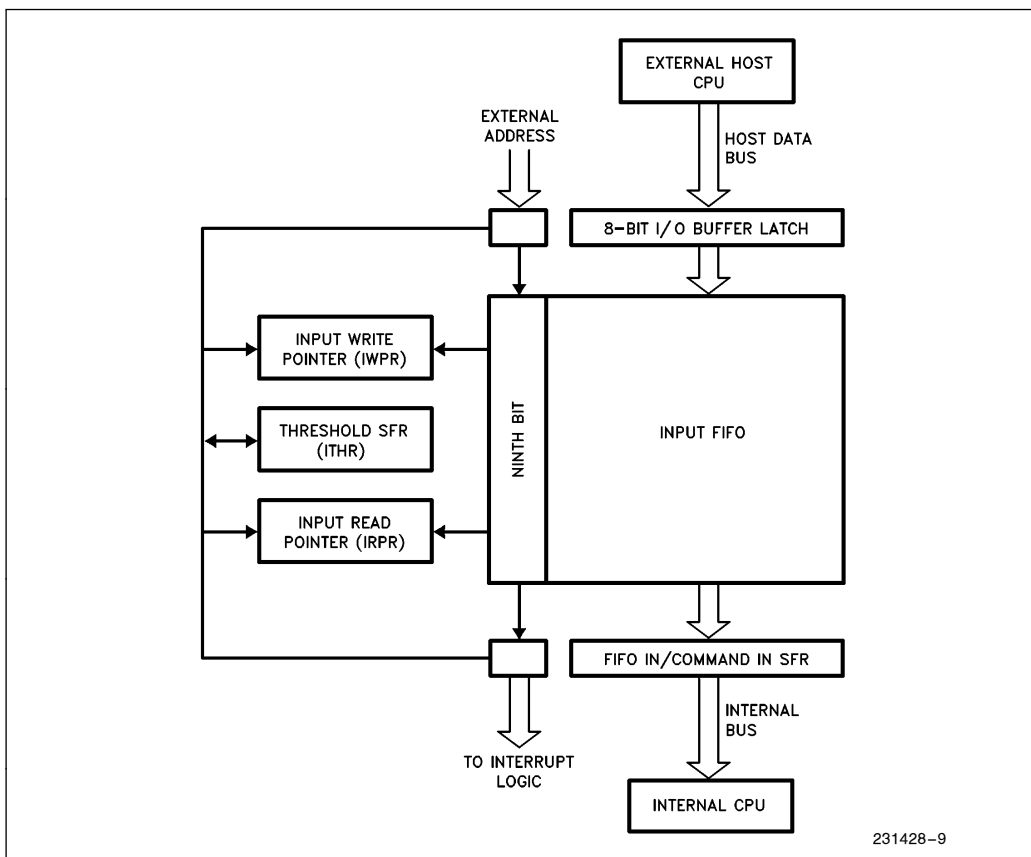 EXTERNAL HOST
CPU
EXTERNAL
ADDRESS
HOST DATA
BUS
8-BIT I/O BUFFER LATCH
INPUT WRITE
POINTER (IWPR)
THRESHOLD SFR
(ITHR)
INPUT READ
POINTER (IRPR)
NINTH BIT
INPUT FIFO
FIFO IN/COMMAND IN SFR
INTERNAL
BUS
TO INTERRUPT
LOGIC
INTERNAL CPU
231428-9